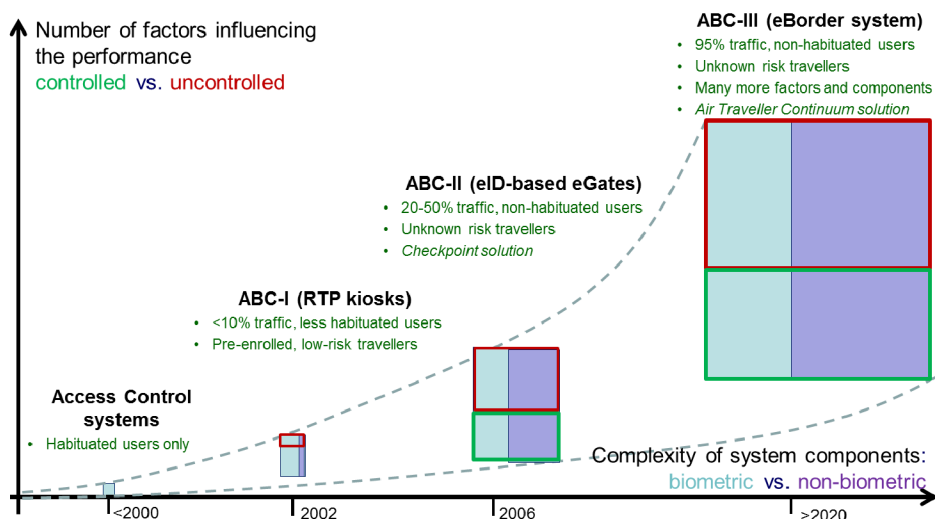 Number of factors influencing
the performance
controlled vs. uncontrolled
ABC-III (eBorder system)
• 95% traffic, non-habituated users
• Unknown risk travellers
• Many more factors and components
• Air Traveller Continuum solution
ABC-II (eID-based eGates)
• 20-50% traffic, non-habituated users
• Unknown risk travellers
• Checkpoint solution
ABC-I (RTP kiosks)
• <10% traffic, less habituated users
• Pre-enrolled, low-risk travellers
Access Control
systems
• Habituated users only
Complexity of system components:
biometric vs. non-biometric
<2000
2002
2006
>2020